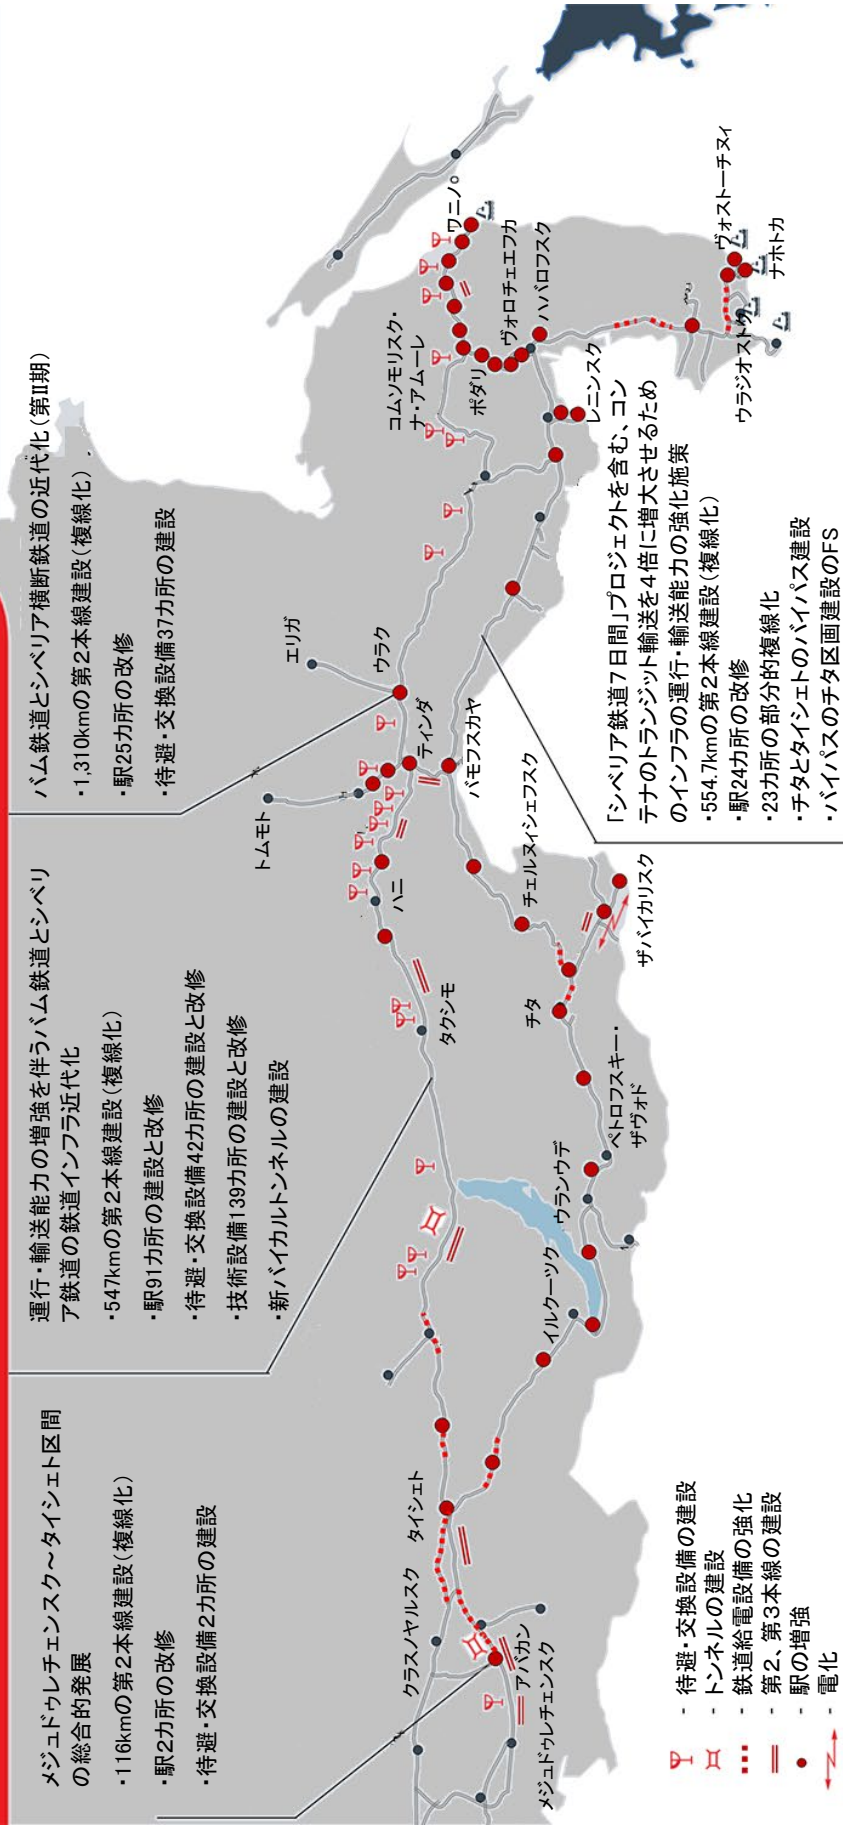 メジュドゥレチェンスク～タイシェト区間
の総合的発展
・116kmの第2本線建設(複線化)
・駅2カ所の改修
・待避・交換設備2カ所の建設
運行・輸送能力の増強を伴うバム鉄道とシベリ
ア鉄道の鉄道インフラ近代化
・547kmの第2本線建設(複線化)
・駅91カ所の建設と改修
・待避・交換設備42カ所の建設と改修
・技術設備139カ所の建設と改修
・新バイカルトンネルの建設
バム鉄道とシベリア横断鉄道の近代化(第Ⅱ期)
・1,310kmの第2本線建設(複線化)
・駅25カ所の改修
・待避・交換設備37カ所の建設
クラスノヤルスク
タイシェト
アバカン
メジュドゥレチェンスク
イルクーツク
ウランウデ
ペトロフスキー・
ザヴォド
タクシモ
チタ
ハニ
トムモト
チェルヌィシェフスク
ザバイカリスク
ティンダ
バモフスカヤ
エリガ
ウラク
コムソモリスク・
ナ・アムーレ
ポダリ
ヴォロチェエフカ
ハバロフスク
レニンスク
ワニノ
ウラジオストク
ヴォストーチヌィ
ナホトカ
「シベリア鉄道7日間」プロジェクトを含む、コン
テナのトランジット輸送を4倍に増大させるため
のインフラの運行・輸送能力の強化施策
・554.7kmの第2本線建設(複線化)
・駅24カ所の改修
・23カ所の部分的複線化
・チタとタイシェトのバイパス建設
・バイパスのチタ区画建設のFS
- 待避・交換設備の建設
- トンネルの建設
- 鉄道給電設備の強化
- 第2、第3本線の建設
- 駅の増強
- 電化